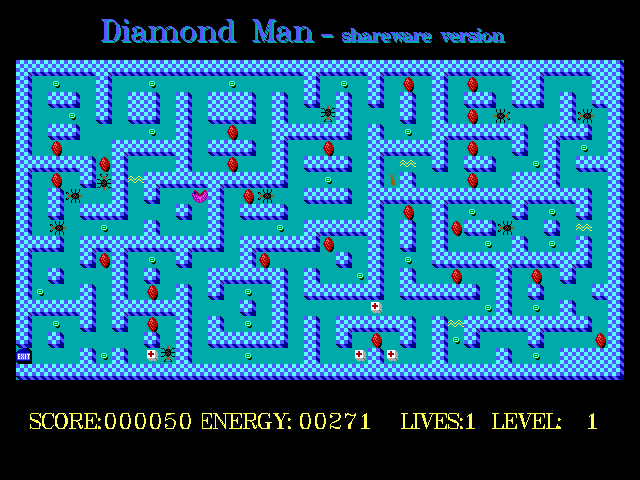 Diamond Man - shareware version
EXIT
SCORE:000050 ENERGY: 00271 LIVES:1 LEVEL: 1